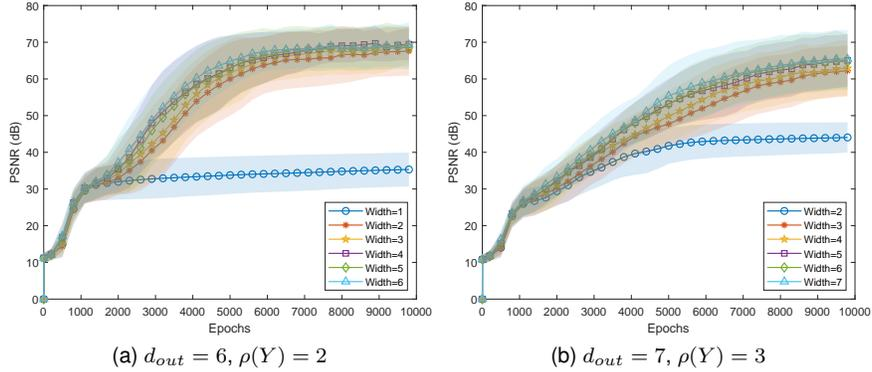 80
70
60
50
40
30
20
10
0
PSNR (dB)
0 1000 2000 3000 4000 5000 6000 7000 8000 9000 10000
Epochs
Width=1
Width=2
Width=3
Width=4
Width=5
Width=6
(a) d_out = 6, ρ(Y) = 2
80
70
60
50
40
30
20
10
0
PSNR (dB)
0 1000 2000 3000 4000 5000 6000 7000 8000 9000 10000
Epochs
Width=2
Width=3
Width=4
Width=5
Width=6
Width=7
(b) d_out = 7, ρ(Y) = 3